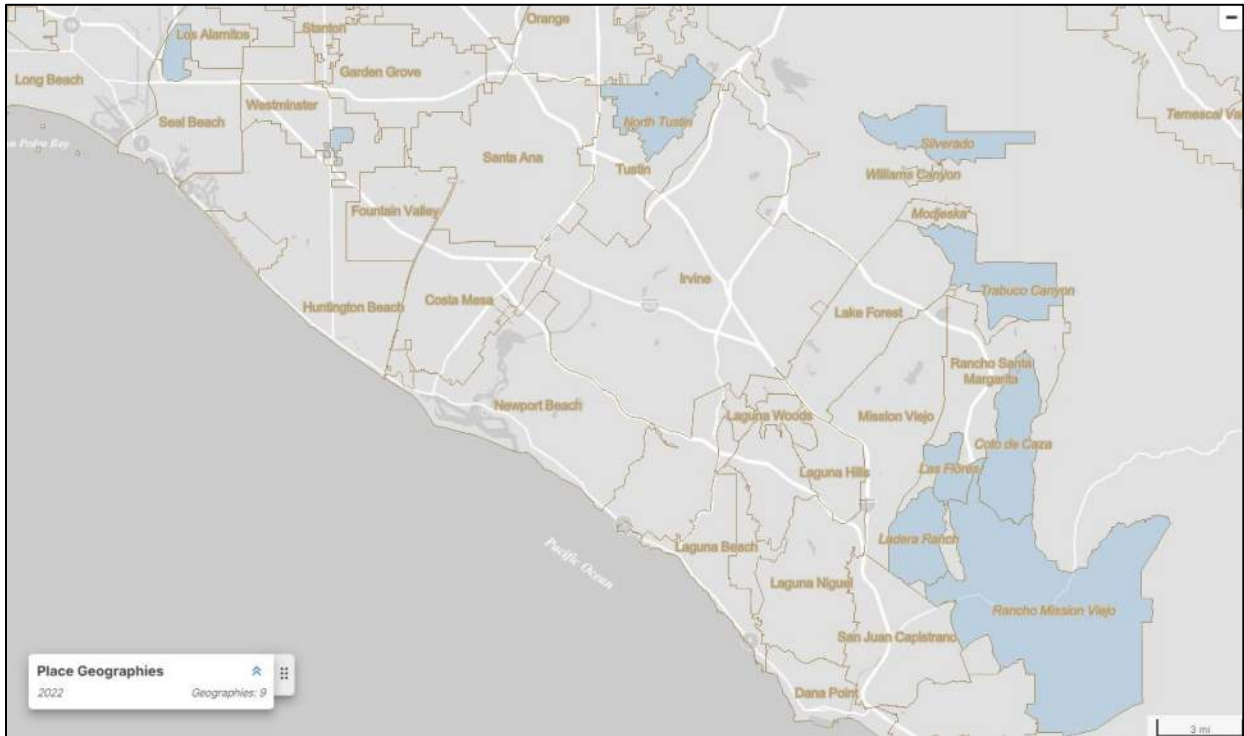 Orange
Los Alamitos
Stanton
Long Beach
Garden Grove
Westminster
Seal Beach
North Tustin
Temescal Va
Silverado
n Pedro Bay
Santa Ana
Tustin
Williams Canyon
Fountain Valley
Modjeska
Irvine
Trabuco Canyon
Huntington Beach
Costa Mesa
Lake Forest
Rancho Santa
Margarita
Newport Beach
Laguna Woods
Mission Viejo
Coto de Caza
Laguna Hills
Las Flores
Ladera Ranch
Laguna Beach
Pacific Ocean
Laguna Niguel
Rancho Mission Viejo
San Juan Capistrano
Dana Point
Place Geographies
2022
Geographies: 9
3 mi